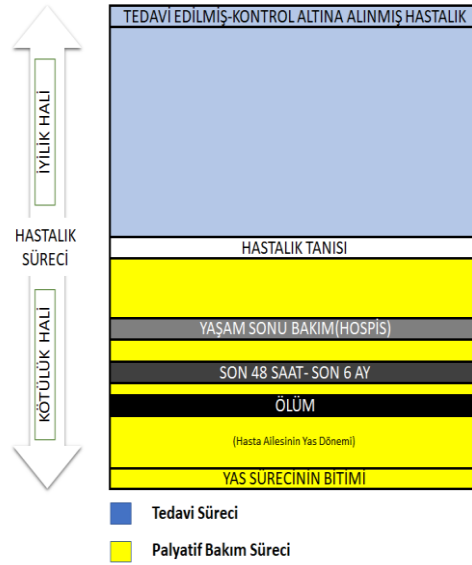 TEDAVİ EDİLMİŞ-KONTROL ALTINA ALINMIŞ HASTALIK
İYİLİK HALİ
HASTALIK
SÜRECİ
HASTALIK TANISI
KÖTÜLÜK HALİ
YAŞAM SONU BAKIM(HOSPİS)
SON 48 SAAT- SON 6 AY
ÖLÜM
(Hasta Ailesinin Yas Dönemi)
YAS SÜRECİNİN BİTİMİ
Tedavi Süreci
Palyatif Bakım Süreci